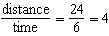 distance/time = 24/6 = 4